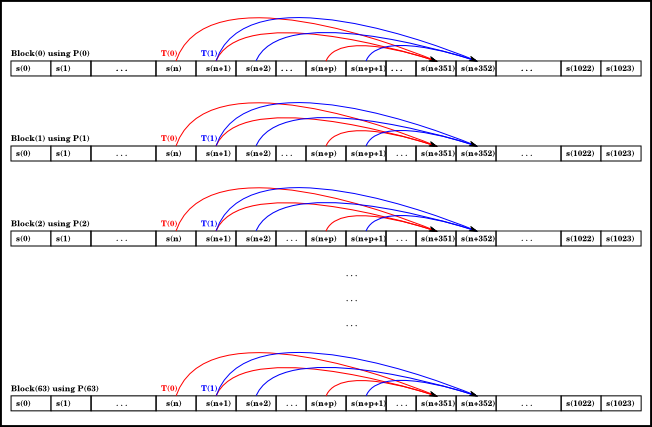 Block(0) using P(0) T(0) T(1)
s(0) s(1) ... s(n) s(n+1) s(n+2) ... s(n+p) s(n+p+1) ... s(n+351) s(n+352) ... s(1022) s(1023)
Block(1) using P(1) T(0) T(1)
s(0) s(1) ... s(n) s(n+1) s(n+2) ... s(n+p) s(n+p+1) ... s(n+351) s(n+352) ... s(1022) s(1023)
Block(2) using P(2) T(0) T(1)
s(0) s(1) ... s(n) s(n+1) s(n+2) ... s(n+p) s(n+p+1) ... s(n+351) s(n+352) ... s(1022) s(1023)
...
...
...
Block(63) using P(63) T(0) T(1)
s(0) s(1) ... s(n) s(n+1) s(n+2) ... s(n+p) s(n+p+1) ... s(n+351) s(n+352) ... s(1022) s(1023)